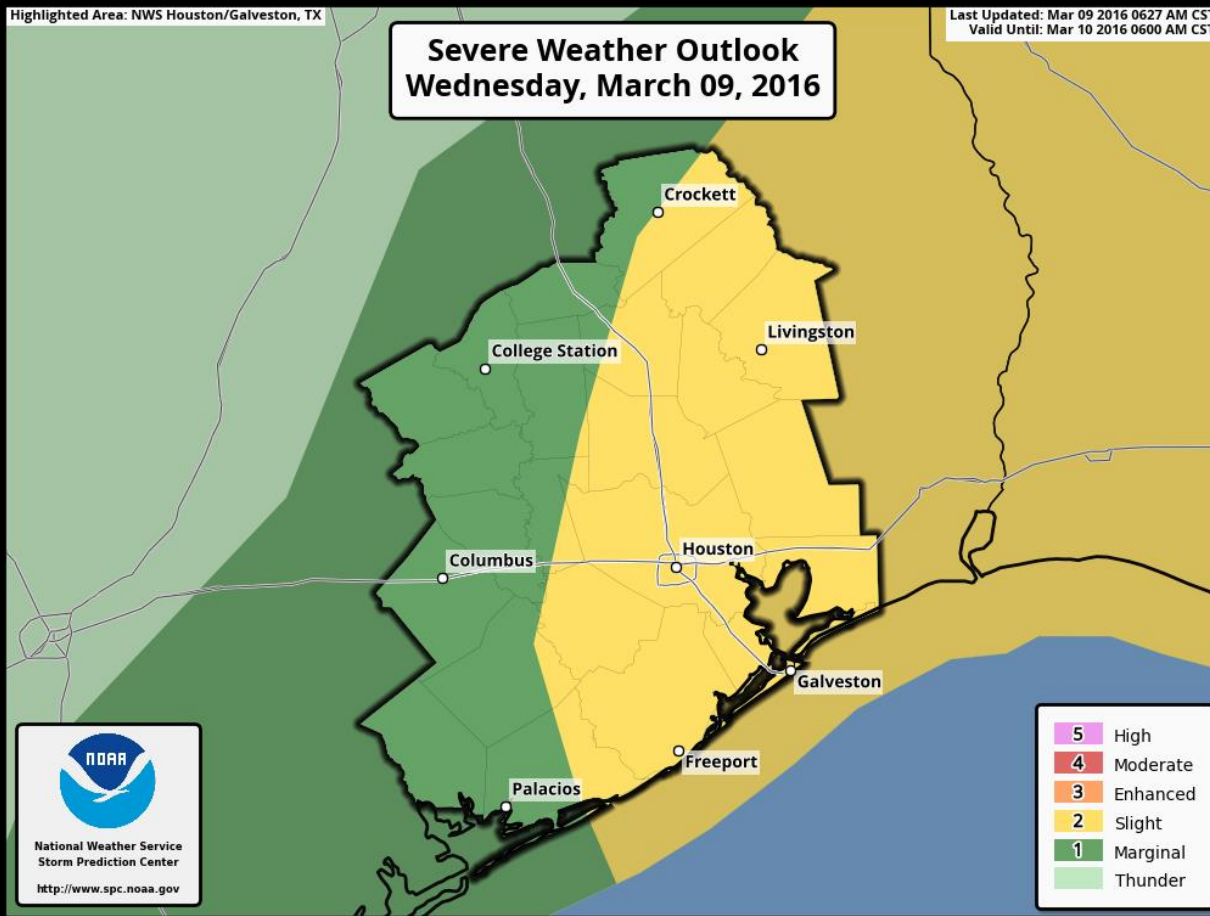 Highlighted Area: NWS Houston/Galveston, TX
Last Updated: Mar 09 2016 0627 AM CST
Valid Until: Mar 10 2016 0600 AM CST
Severe Weather Outlook
Wednesday, March 09, 2016
Crockett
Livingston
College Station
Houston
Columbus
Galveston
Freeport
Palacios
NOAA
National Weather Service
Storm Prediction Center
http://www.spc.noaa.gov
5 High
4 Moderate
3 Enhanced
2 Slight
1 Marginal
Thunder